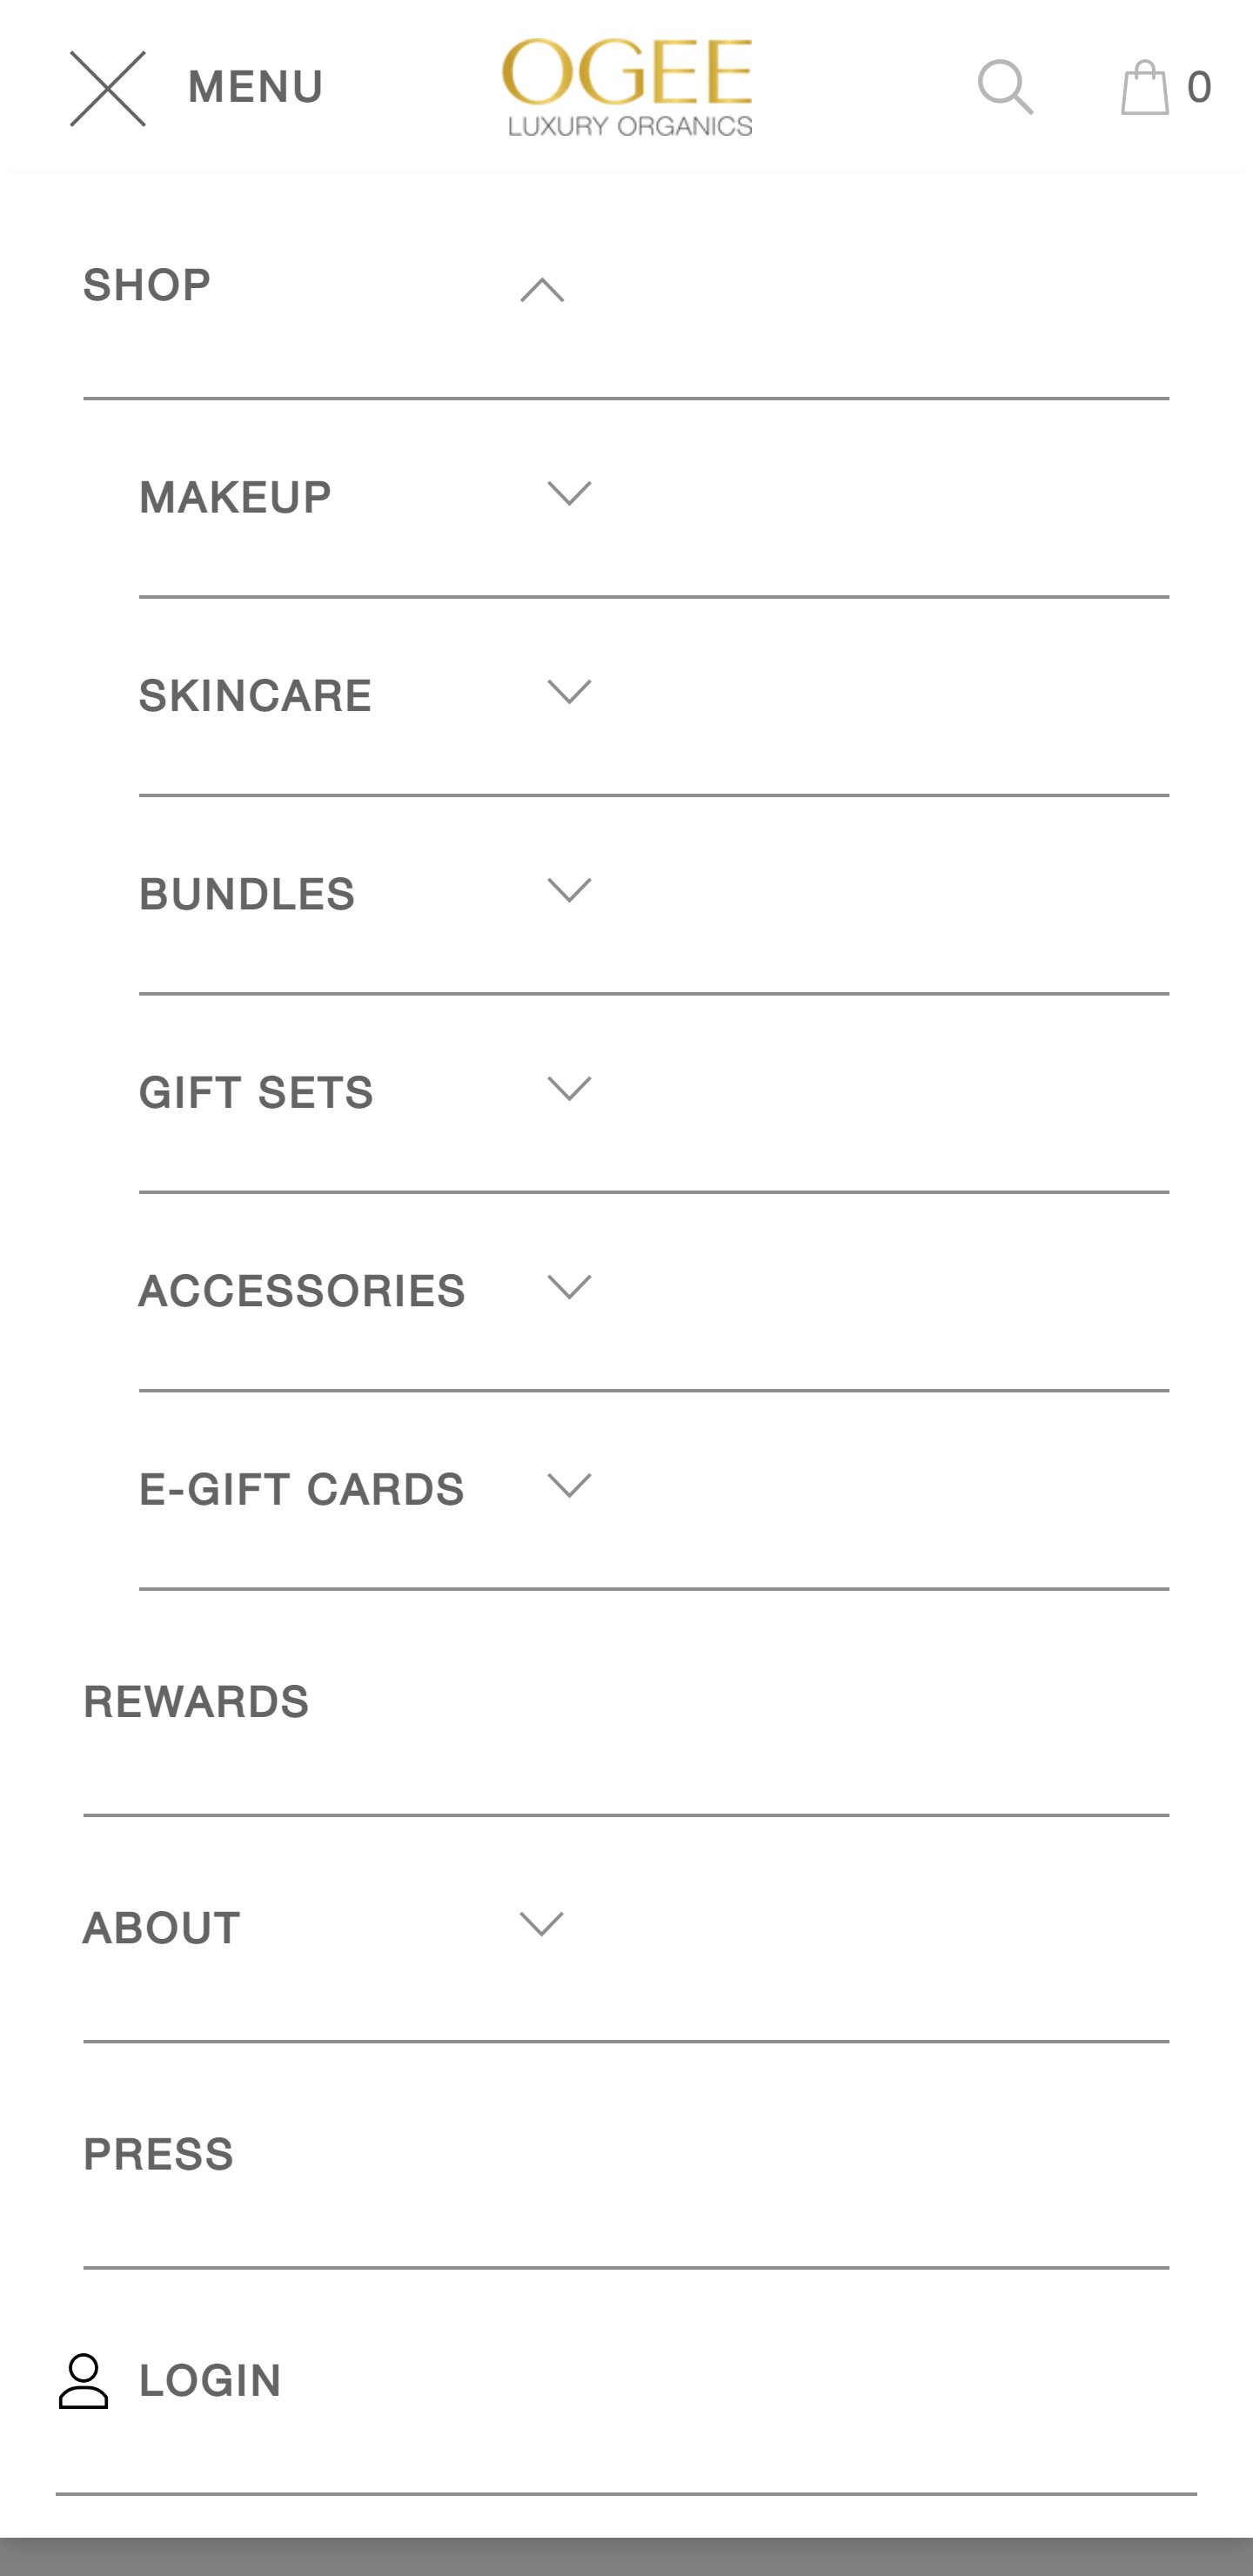 MENU
OGEE
LUXURY ORGANICS
0
SHOP
MAKEUP
SKINCARE
BUNDLES
GIFT SETS
ACCESSORIES
E-GIFT CARDS
REWARDS
ABOUT
PRESS
LOGIN